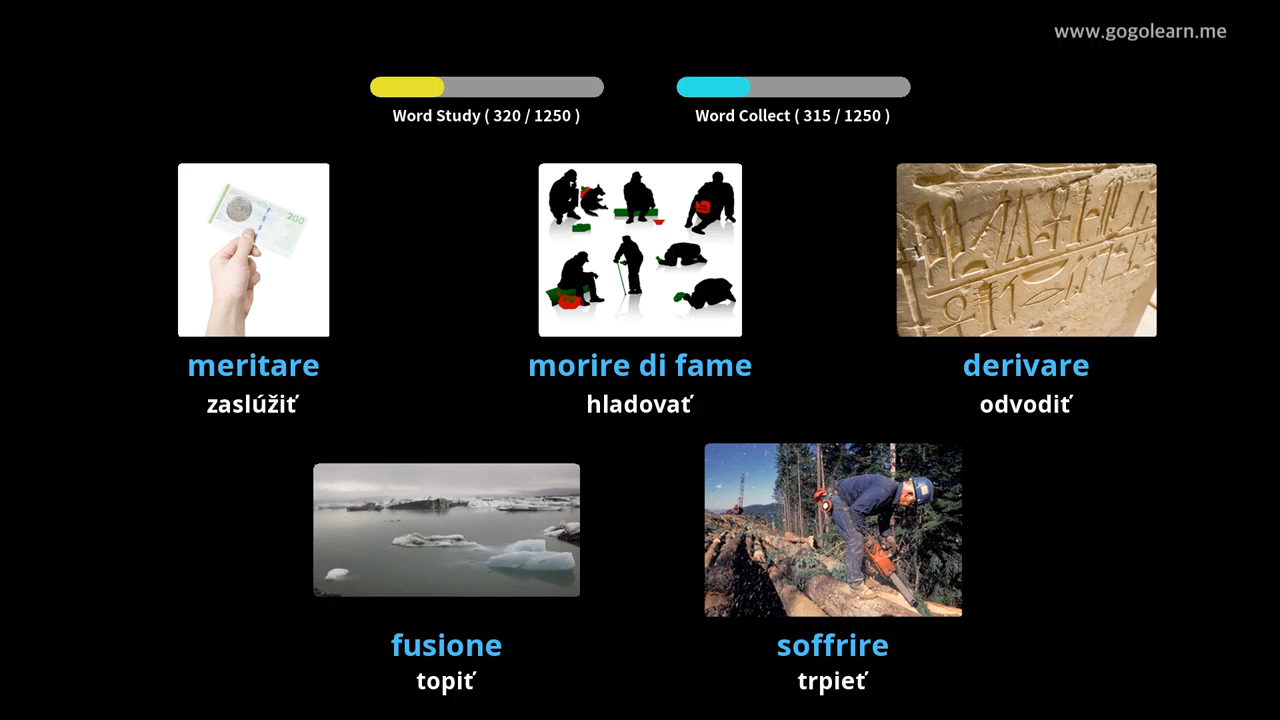 www.gogolearn.me
Word Study ( 320 / 1250 )
Word Collect ( 315 / 1250 )
200
meritare
morire di fame
derivare
zaslúžiť
hladovať
odvodiť
fusione
soffrire
topiť
trpieť